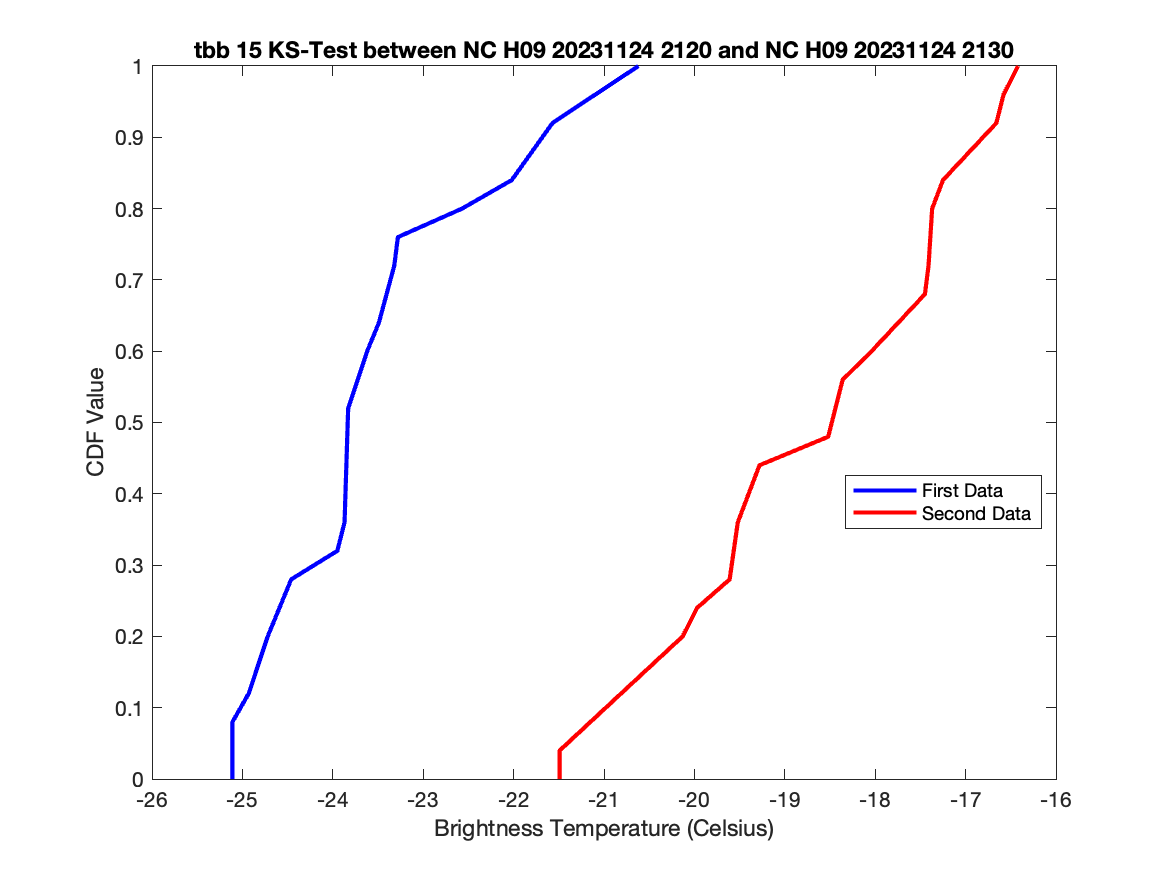 tbb 15 KS-Test between NC H09 20231124 2120 and NC H09 20231124 2130
1
0.9
0.8
0.7
0.6
0.5
0.4
0.3
0.2
0.1
0
CDF Value
First Data
Second Data
-26 -25 -24 -23 -22 -21 -20 -19 -18 -17 -16
Brightness Temperature (Celsius)